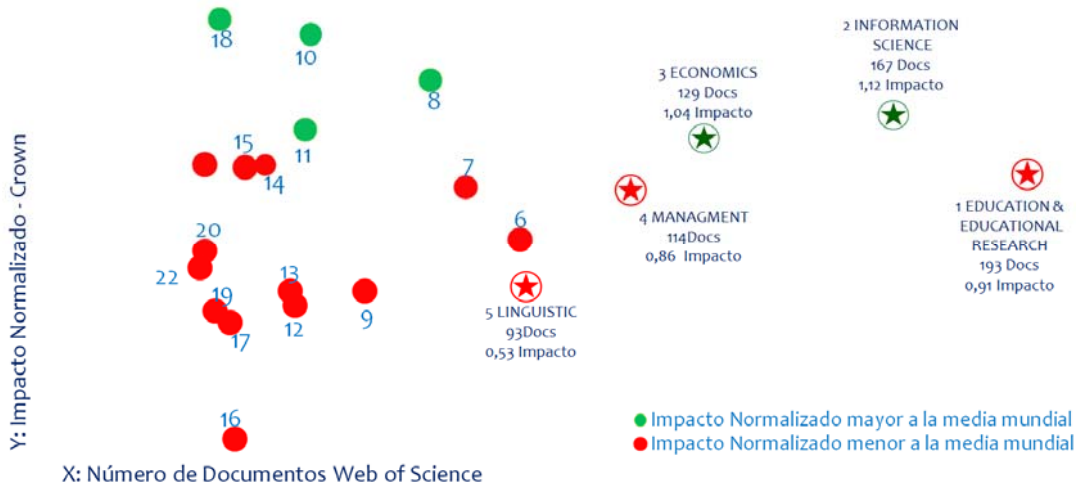 18
10
8
11
15
14
7
6
20
22
13
19
17
12
9
16
2 INFORMATION
SCIENCE
167 Docs
1,12 Impacto
3 ECONOMICS
129 Docs
1,04 Impacto
4 MANAGMENT
114Docs
0,86 Impacto
1 EDUCATION &
EDUCATIONAL
RESEARCH
193 Docs
0,91 Impacto
5 LINGUISTIC
93Docs
0,53 Impacto
Y: Impacto Normalizado - Crown
X: Número de Documentos Web of Science
Impacto Normalizado mayor a la media mundial
Impacto Normalizado menor a la media mundial